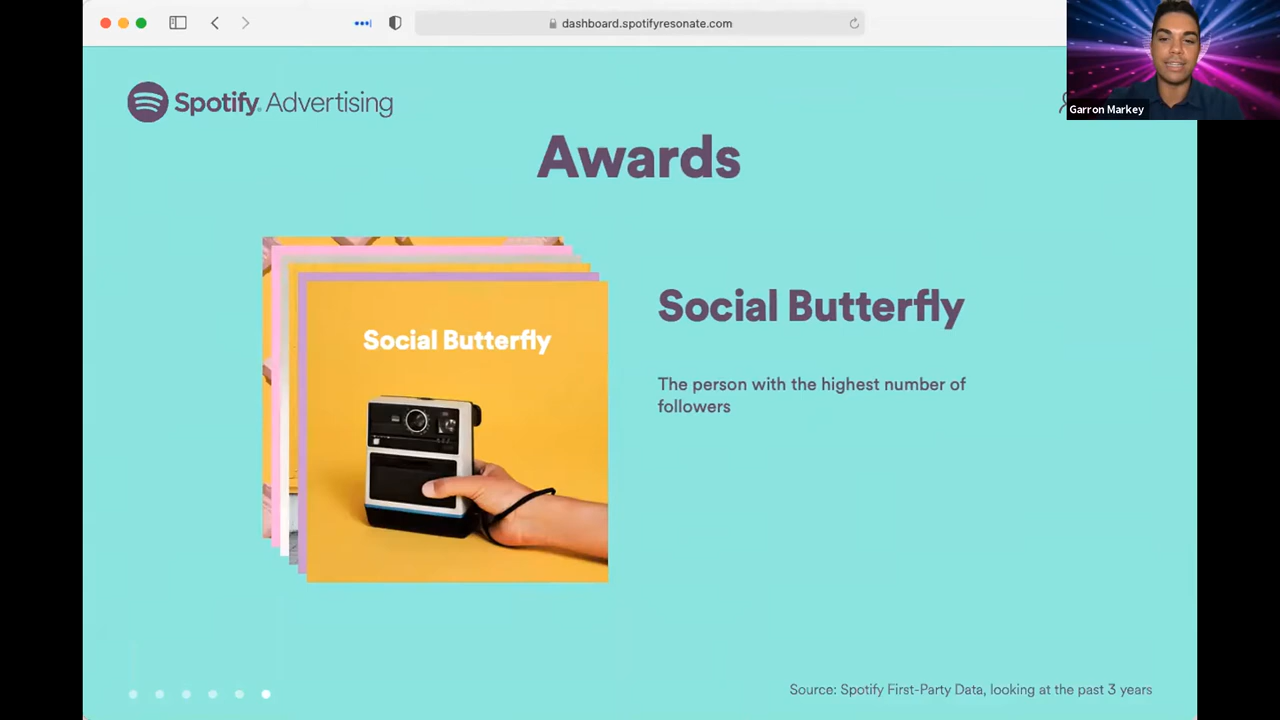 dashboard.spotifyresonate.com
Spotify Advertising
Garron Markey
Awards
Social Butterfly
Social Butterfly
The person with the highest number of
followers
Source: Spotify First-Party Data, looking at the past 3 years